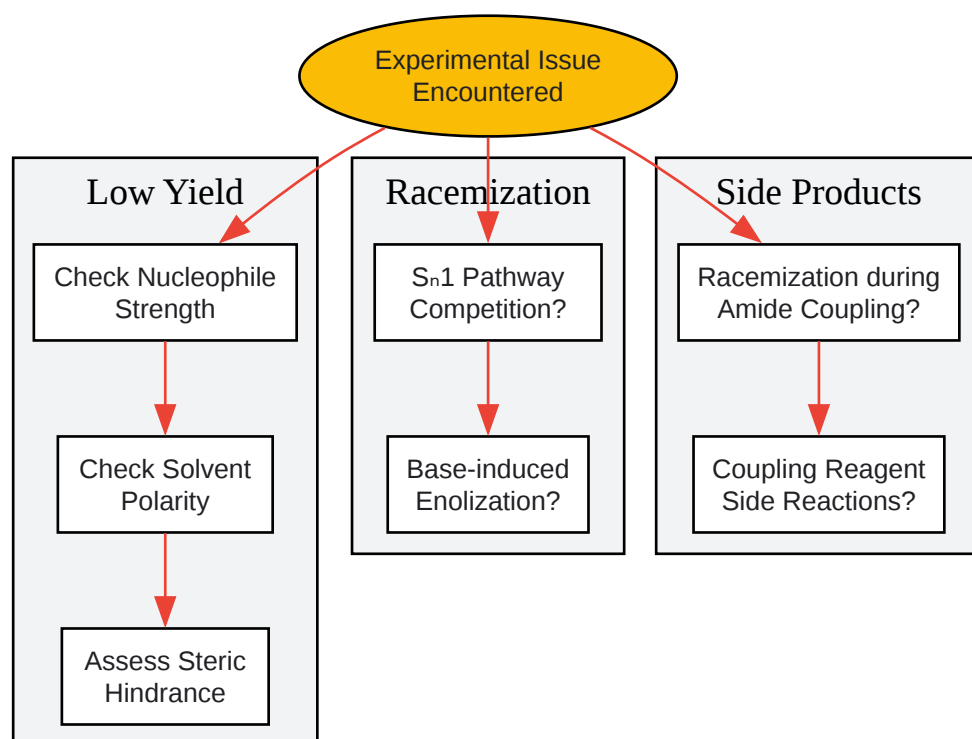 Experimental Issue
Encountered
Low Yield
Check Nucleophile
Strength
Check Solvent
Polarity
Assess Steric
Hindrance
Racemization
Sₙ1 Pathway
Competition?
Base-induced
Enolization?
Side Products
Racemization during
Amide Coupling?
Coupling Reagent
Side Reactions?